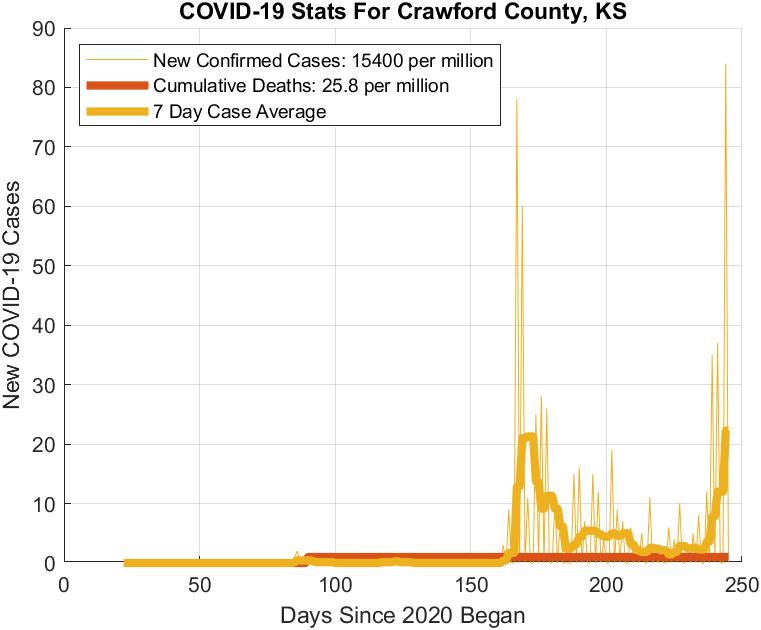 COVID-19 Stats For Crawford County, KS
New Confirmed Cases: 15400 per million
Cumulative Deaths: 25.8 per million
7 Day Case Average
New COVID-19 Cases
90
80
70
60
50
40
30
20
10
0
0 50 100 150 200 250
Days Since 2020 Began